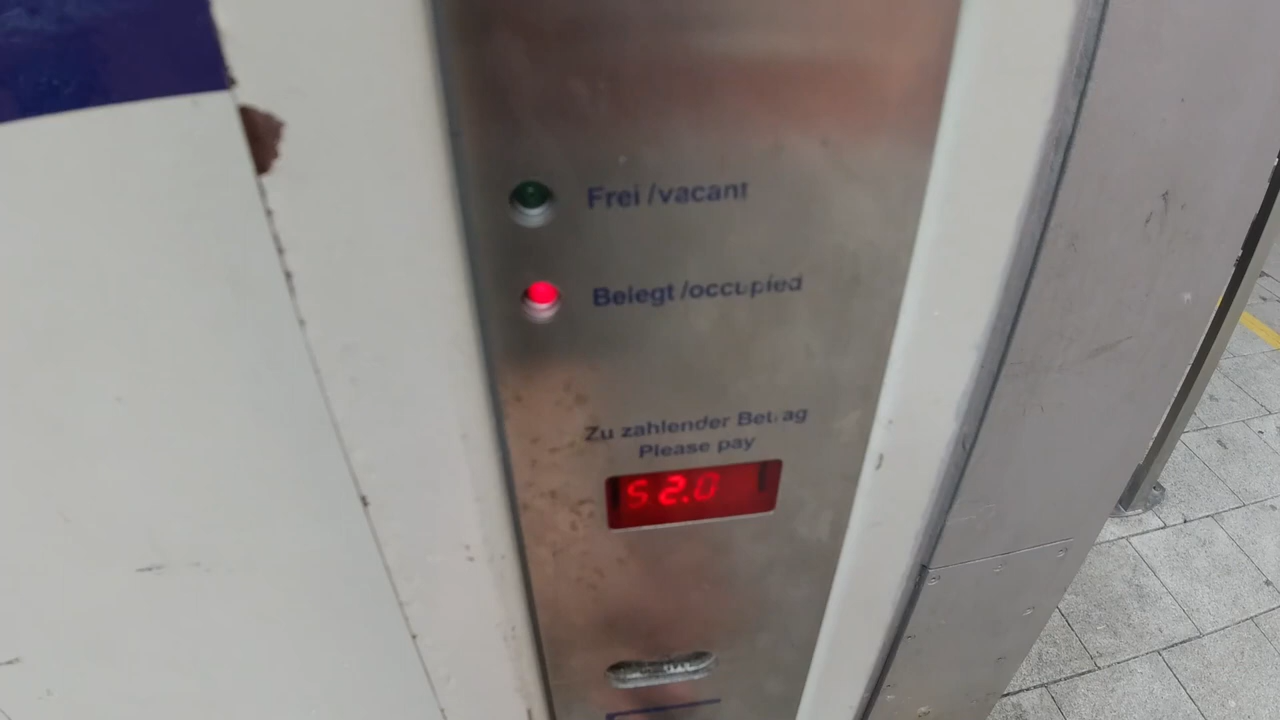 Frei/vacant
Belegt/occupied
Zu zahlender Betrag
Please pay
52.0